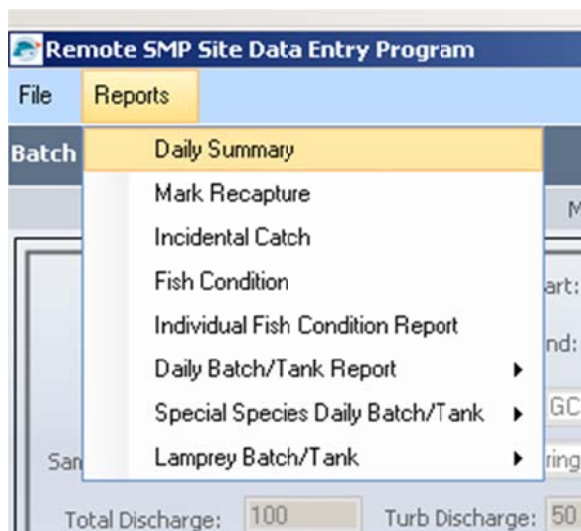 Remote SMP Site Data Entry Program
File Reports
Batch
Daily Summary
Mark Recapture
Incidental Catch
Fish Condition
Individual Fish Condition Report
Daily Batch/Tank Report
Special Species Daily Batch/Tank
Lamprey Batch/Tank
M
art:
nd:
GC
San
ring
Total Discharge: 100 Turb Discharge: 50